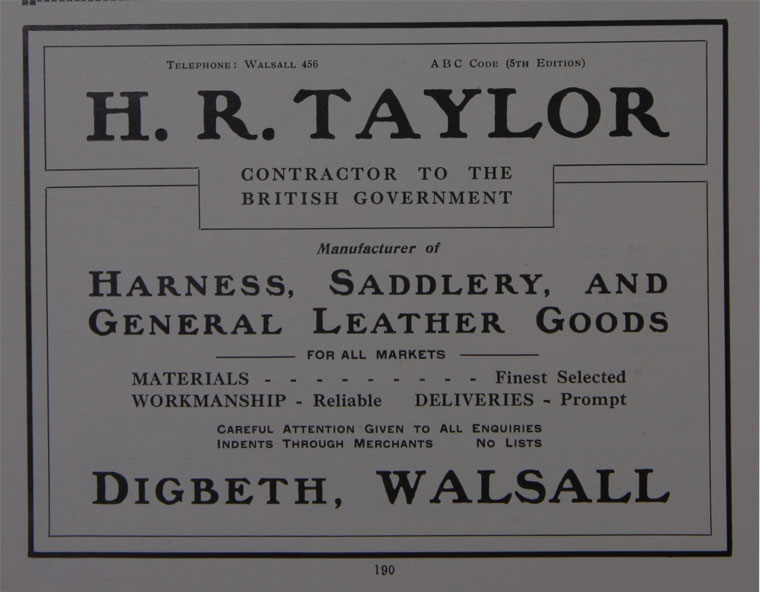 TELEPHONE: WALSALL 456 A B C CODE (5TH EDITION)
H. R. TAYLOR
CONTRACTOR TO THE
BRITISH GOVERNMENT
Manufacturer of
HARNESS, SADDLERY, AND
GENERAL LEATHER GOODS
FOR ALL MARKETS
MATERIALS - - - - - - - - - Finest Selected
WORKMANSHIP - Reliable DELIVERIES - Prompt
CAREFUL ATTENTION GIVEN TO ALL ENQUIRIES
INDENTS THROUGH MERCHANTS NO LISTS
DIGBETH, WALSALL
190